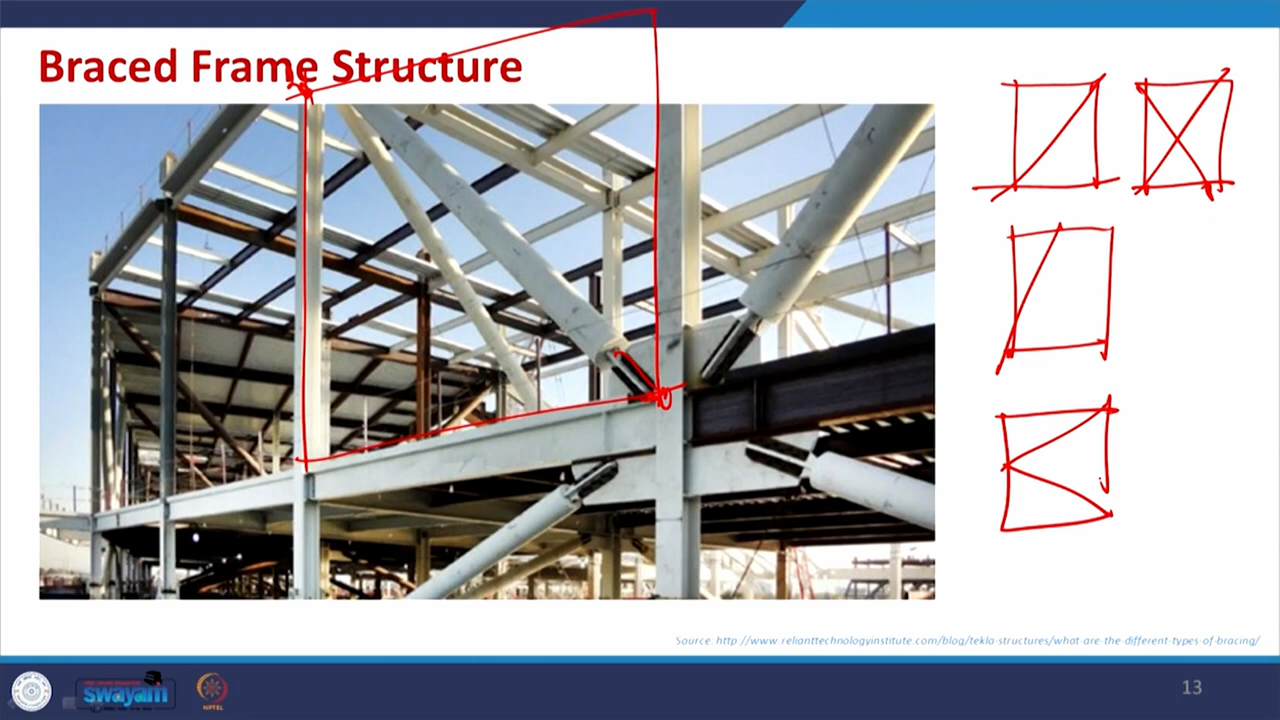 Braced Frame Structure
Source: http://www.relianttechnologyinstitute.com/blog/tekla-structures/what-are-the-different-types-of-bracing/
swayam
NPTEL
13